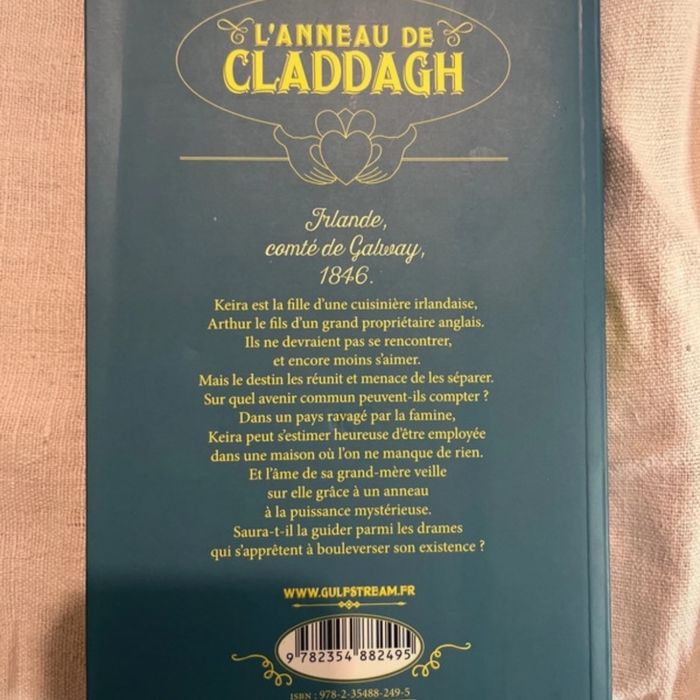 L'ANNEAU DE
CLADDAGH
Irlande,
comté de Galway,
1846.
Keira est la fille d'une cuisinière irlandaise,
Arthur le fils d'un grand propriétaire anglais.
Ils ne devraient pas se rencontrer,
et encore moins s'aimer.
Mais le destin les réunit et menace de les séparer.
Sur quel avenir commun peuvent-ils compter ?
Dans un pays ravagé par la famine,
Keira peut s'estimer heureuse d'être employée
dans une maison où l'on ne manque de rien.
Et l'âme de sa grand-mère veille
sur elle grâce à un anneau
à la puissance mystérieuse.
Saura-t-il la guider parmi les drames
qui s'apprêtent à bouleverser son existence ?
WWW.GULFSTREAM.FR
9 782354 882495
ISBN : 978-2-35488-249-5